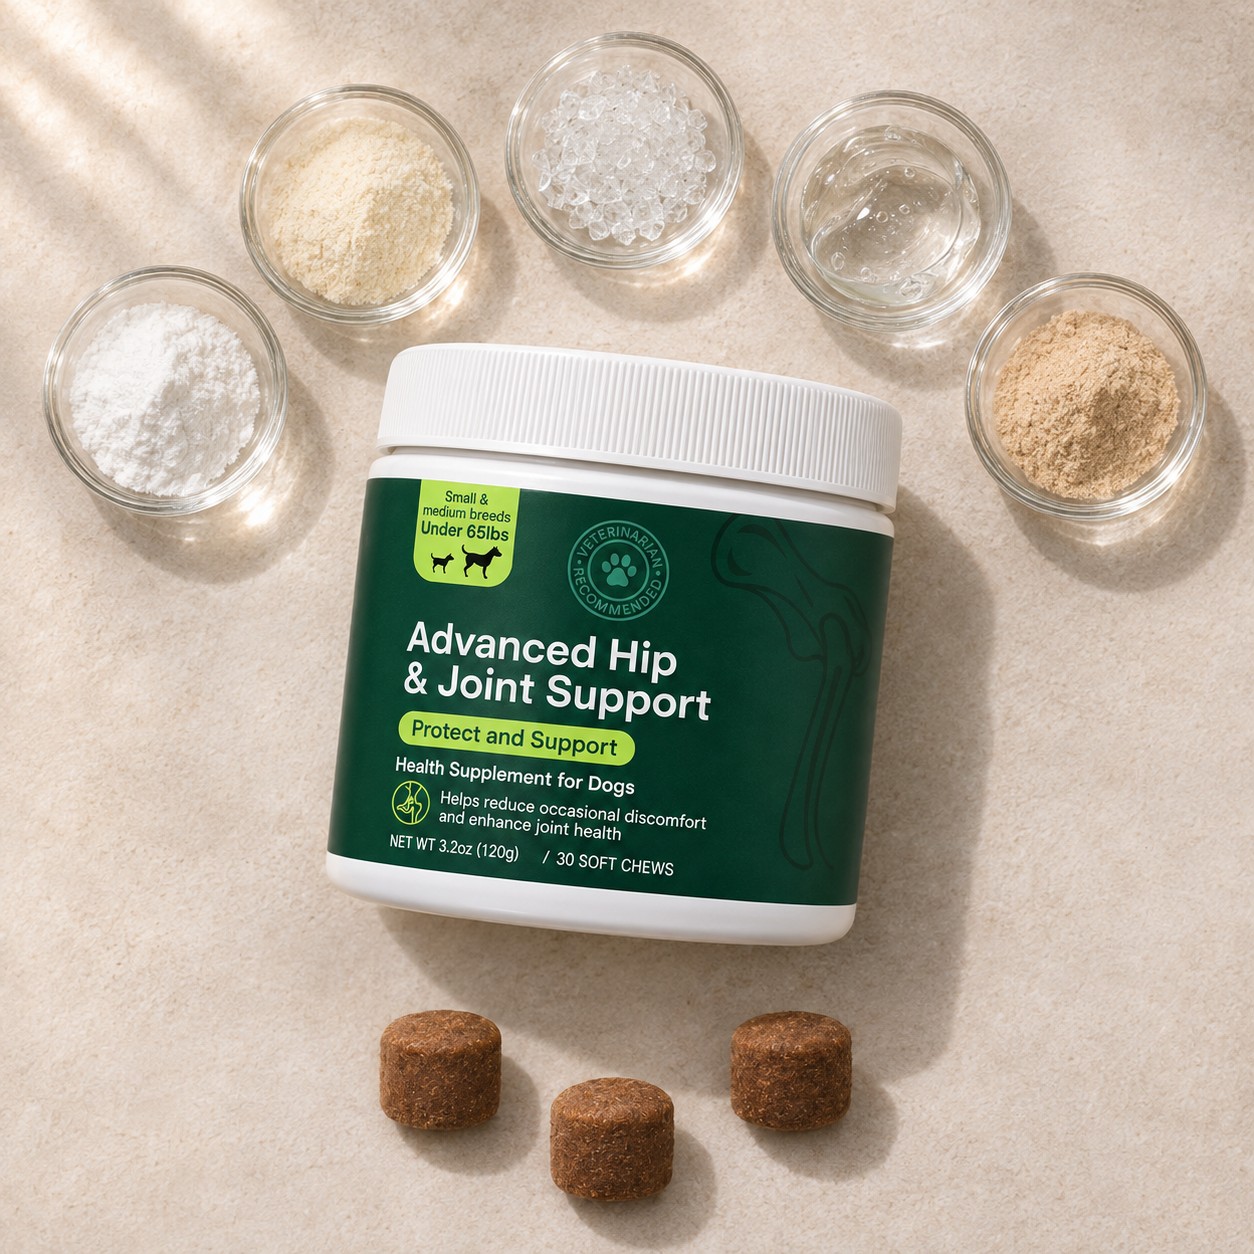 Small &
medium breeds
Under 65lbs
VETERINARIAN
RECOMMENDED
Advanced Hip
& Joint Support
Protect and Support
Health Supplement for Dogs
Helps reduce occasional discomfort
and enhance joint health
NET WT 3.2oz (120g) / 30 SOFT CHEWS